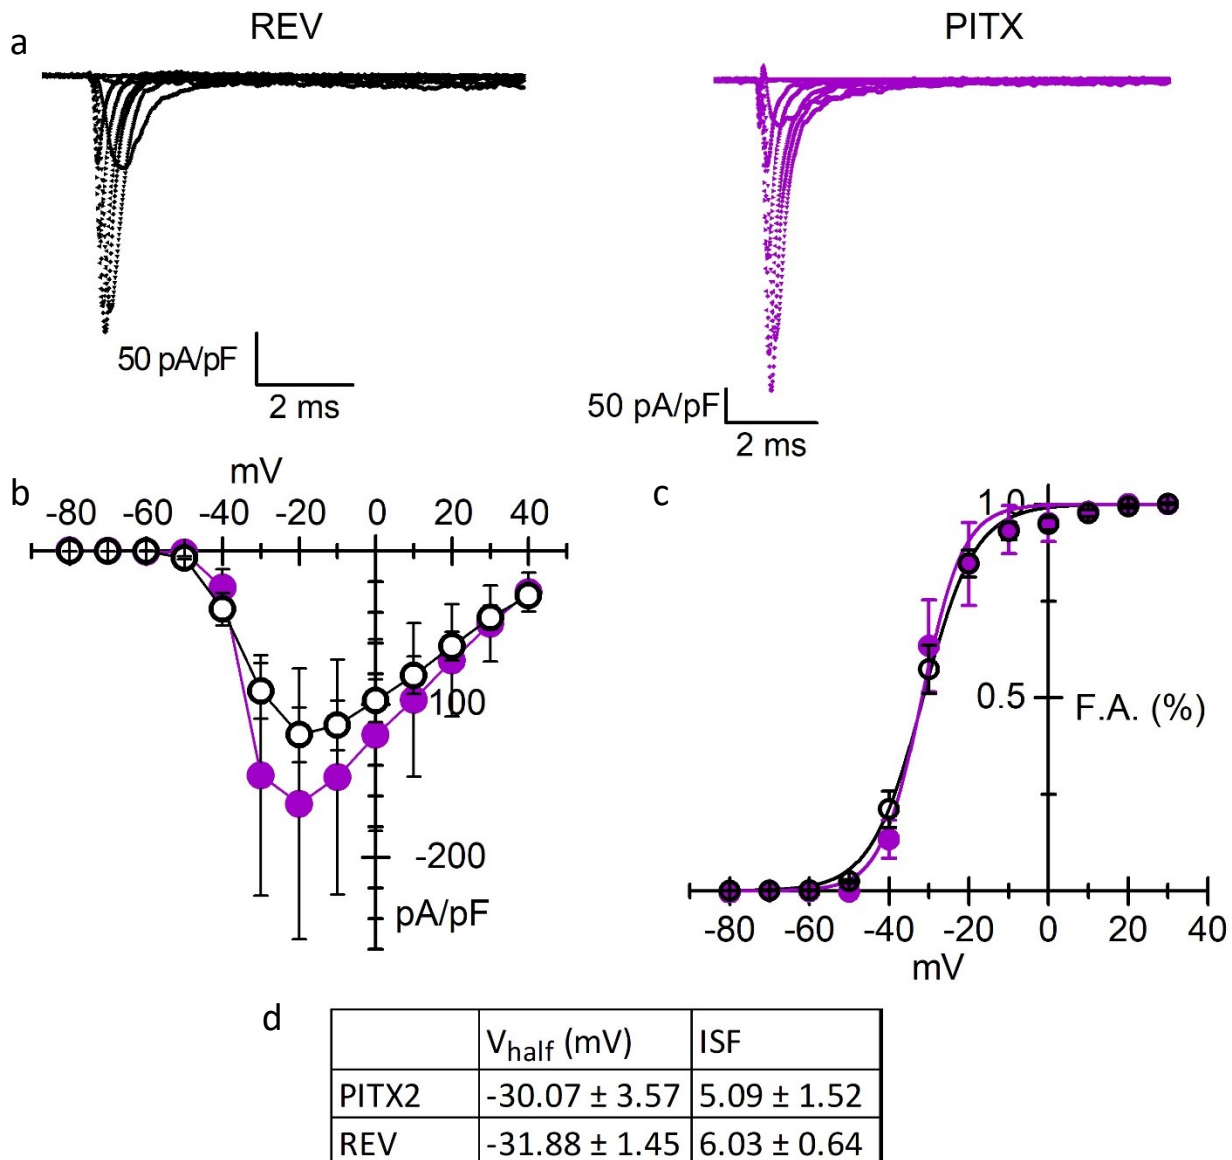 a
REV
PITX
50 pA/pF
2 ms
50 pA/pF
2 ms
b
mV
-80 -60 -40 -20 0 20 40
100
-200
pA/pF
c
1.0
0.5
F.A. (%)
-80 -60 -40 -20 0 20 40
mV
d
V_half (mV) ISF
PITX2 -30.07 ± 3.57 5.09 ± 1.52
REV -31.88 ± 1.45 6.03 ± 0.64